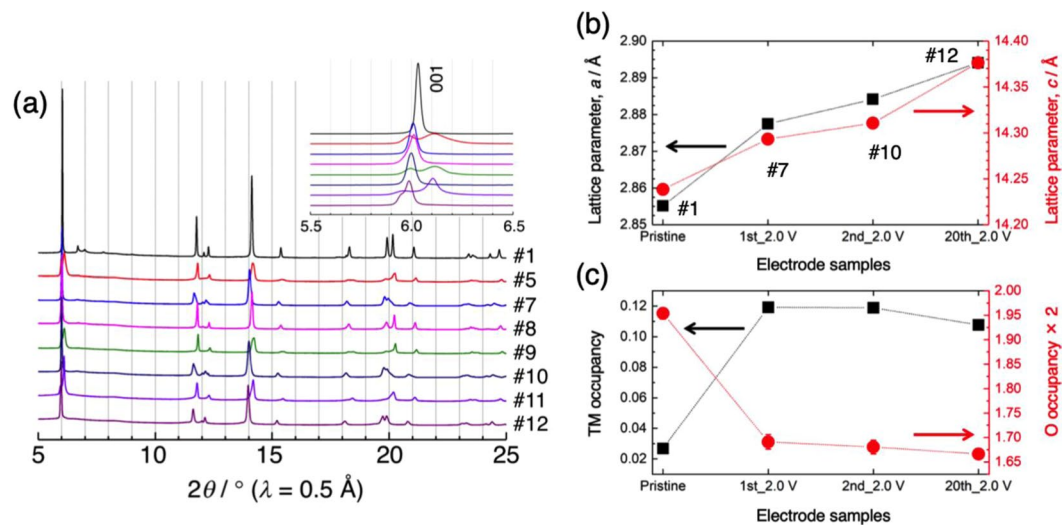 (a)
001
5.5 6.0 6.5
#1
#5
#7
#8
#9
#10
#11
#12
5 10 15 20 25
2θ / ° (λ = 0.5 Å)
(b)
Lattice parameter, a / Å
2.90
2.89
2.88
2.87
2.86
2.85
#1
#7
#10
#12
14.40
14.35
14.30
14.25
14.20
Lattice parameter, c / Å
Pristine 1st_2.0 V 2nd_2.0 V 20th_2.0 V
Electrode samples
(c)
TM occupancy
0.12
0.10
0.08
0.06
0.04
0.02
2.00
1.95
1.90
1.85
1.80
1.75
1.70
1.65
O occupancy × 2
Pristine 1st_2.0 V 2nd_2.0 V 20th_2.0 V
Electrode samples